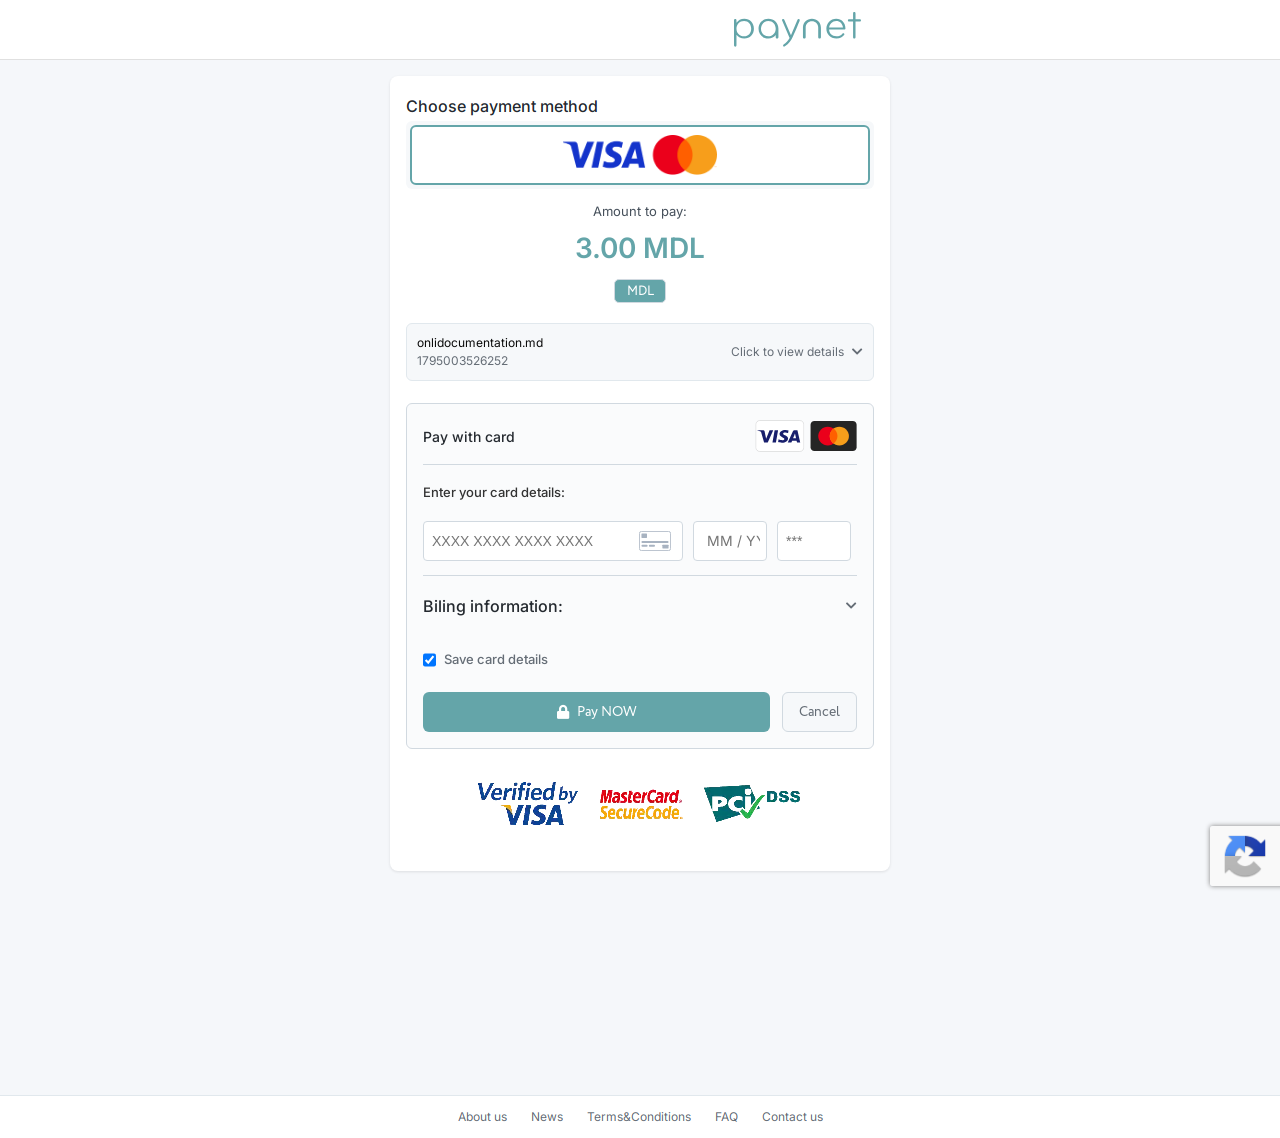 paynet
Choose payment method
VISA
Amount to pay:
3.00 MDL
MDL
onlidocumentation.md
1795003526252
Click to view details
Pay with card
VISA
Enter your card details:
XXXX XXXX XXXX XXXX
MM / YY
***
Biling information:
Save card details
Pay NOW
Cancel
Verified by
VISA
MasterCard.
SecureCode.
PCI DSS
About us
News
Terms&Conditions
FAQ
Contact us